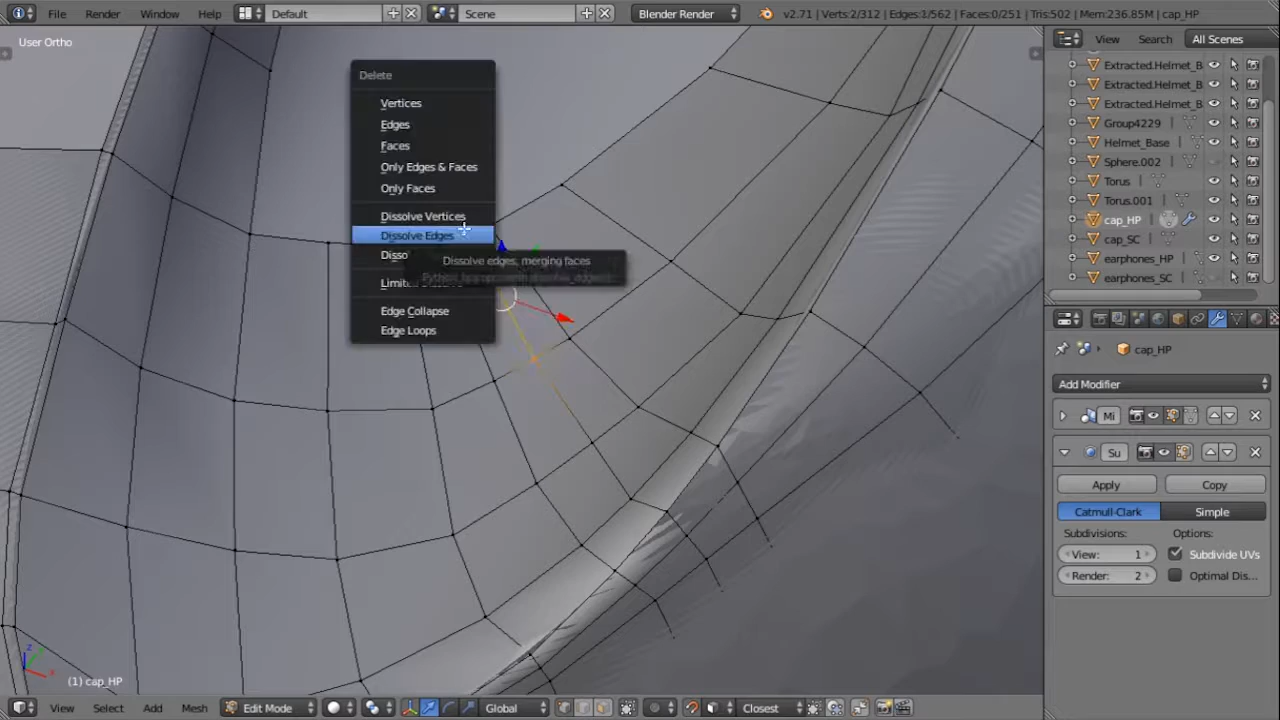 File Render Window Help Default Scene Blender Render v2.71 | Verts:2/312 | Edges:1/562 | Faces:0/251 | Tris:502 | Mem:236.85M | cap_HP
User Ortho
View Search All Scenes
Delete
Vertices
Edges
Faces
Only Edges & Faces
Only Faces
Dissolve Vertices
Dissolve Edges
Disso
Dissolve edges, merging faces
Edge Collapse
Edge Loops
Extracted.Helmet_B
Extracted.Helmet_B
Extracted.Helmet_B
Group4229
Helmet_Base
Sphere.002
Torus
Torus.001
cap_HP
cap_SC
earphones_HP
earphones_SC
cap_HP
Add Modifier
Mi
Su
Apply Copy
Catmull-Clark Simple
Subdivisions: Options:
View: 1 Subdivide UVs
Render: 2 Optimal Dis...
z
y
x
(1) cap_HP
View Select Add Mesh Edit Mode Global Closest